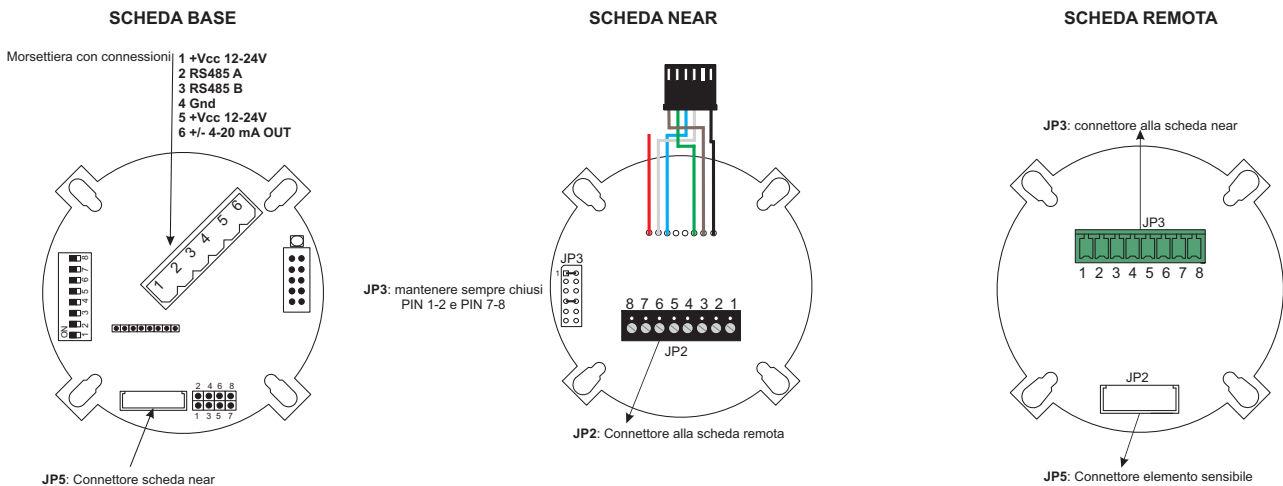 SCHEDA BASE
Morsettiera con connessioni
1 +Vcc 12-24V
2 RS485 A
3 RS485 B
4 Gnd
5 +Vcc 12-24V
6 +/- 4-20 mA OUT
1 2 3 4 5 6
ON
1 2 3 4 5 6 7 8
2 4 6 8
1 3 5 7
JP5: Connettore scheda near
SCHEDA NEAR
JP3
1
JP3: mantenere sempre chiusi
PIN 1-2 e PIN 7-8
8 7 6 5 4 3 2 1
JP2
JP2: Connettore alla scheda remota
SCHEDA REMOTA
JP3: connettore alla scheda near
JP3
1 2 3 4 5 6 7 8
JP2
JP5: Connettore elemento sensibile